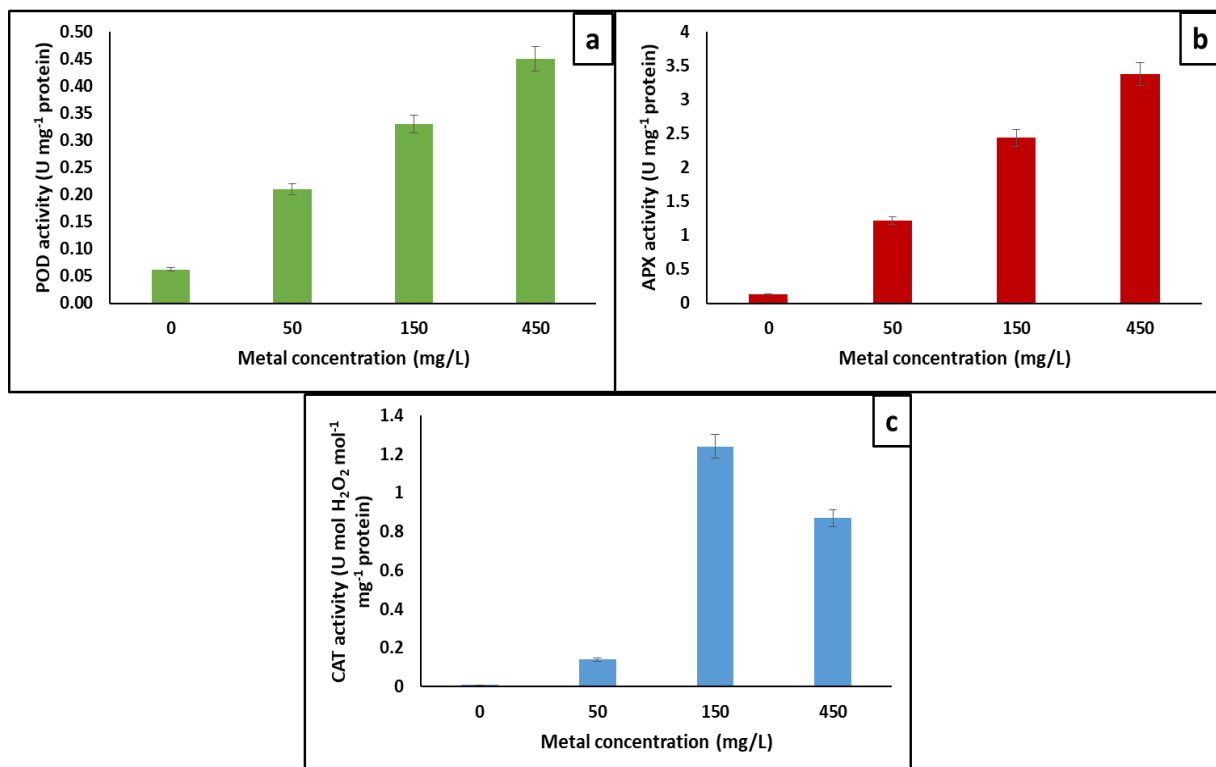 a
POD activity (U mg⁻¹ protein)
0.50
0.45
0.40
0.35
0.30
0.25
0.20
0.15
0.10
0.05
0.00
0 50 150 450
Metal concentration (mg/L)
b
APX activity (U mg⁻¹ protein)
4
3.5
3
2.5
2
1.5
1
0.5
0
0 50 150 450
Metal concentration (mg/L)
c
CAT activity (U mol H₂O₂ mol⁻¹
mg⁻¹ protein)
1.4
1.2
1
0.8
0.6
0.4
0.2
0
0 50 150 450
Metal concentration (mg/L)